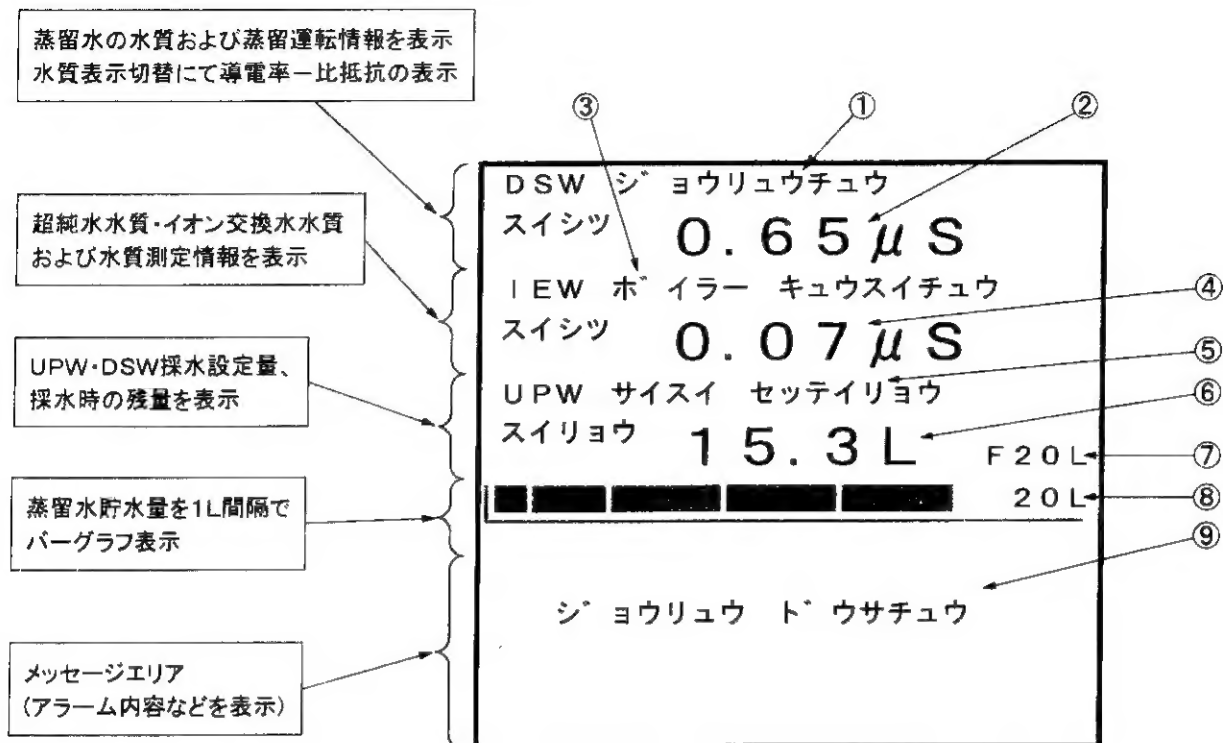 蒸留水の水質および蒸留運転情報を表示
水質表示切替にて導電率ー比抵抗の表示
③
①
②
DSW ジョウリュウチュウ
スイシツ 0.65μS
超純水水質・イオン交換水水質
および水質測定情報を表示
IEW ボイラー キュウスイチュウ
④
スイシツ 0.07μS
⑤
UPW・DSW採水設定量、
採水時の残量を表示
UPW サイスイ セッテイリョウ
⑥
スイリョウ 15.3L
F20L
⑦
蒸留水貯水量を1L間隔で
バーグラフ表示
20L
⑧
⑨
ジョウリュウ ドウサチュウ
メッセージエリア
(アラーム内容などを表示)